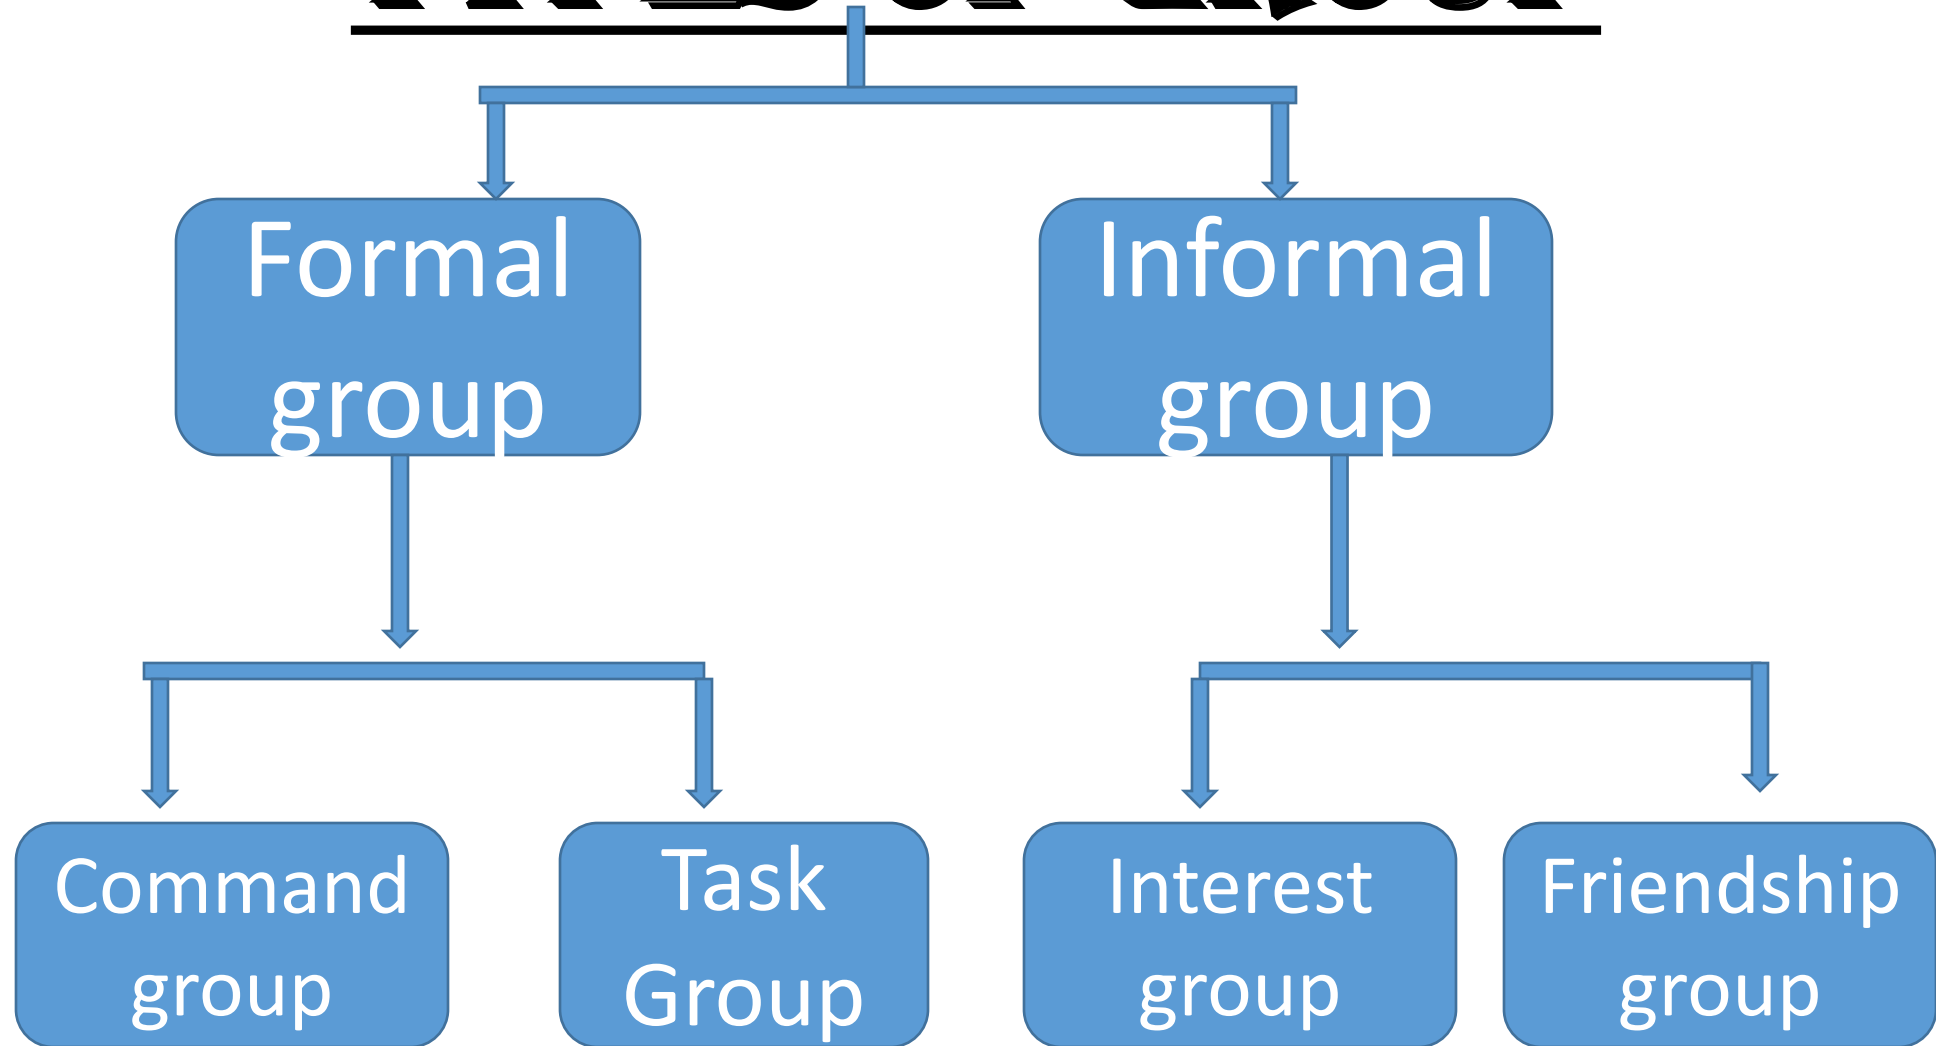 Formal
group
Informal
group
Command
group
Task
Group
Interest
group
Friendship
group